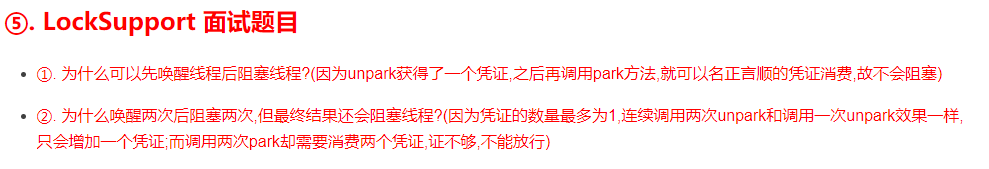 ⑤. LockSupport 面试题目
①. 为什么可以先唤醒线程后阻塞线程?(因为unpark获得了一个凭证,之后再调用park方法,就可以名正言顺的凭证消费,故不会阻塞)
②. 为什么唤醒两次后阻塞两次,但最终结果还会阻塞线程?(因为凭证的数量最多为1,连续调用两次unpark和调用一次unpark效果一样,
只会增加一个凭证;而调用两次park却需要消费两个凭证,证不够,不能放行)